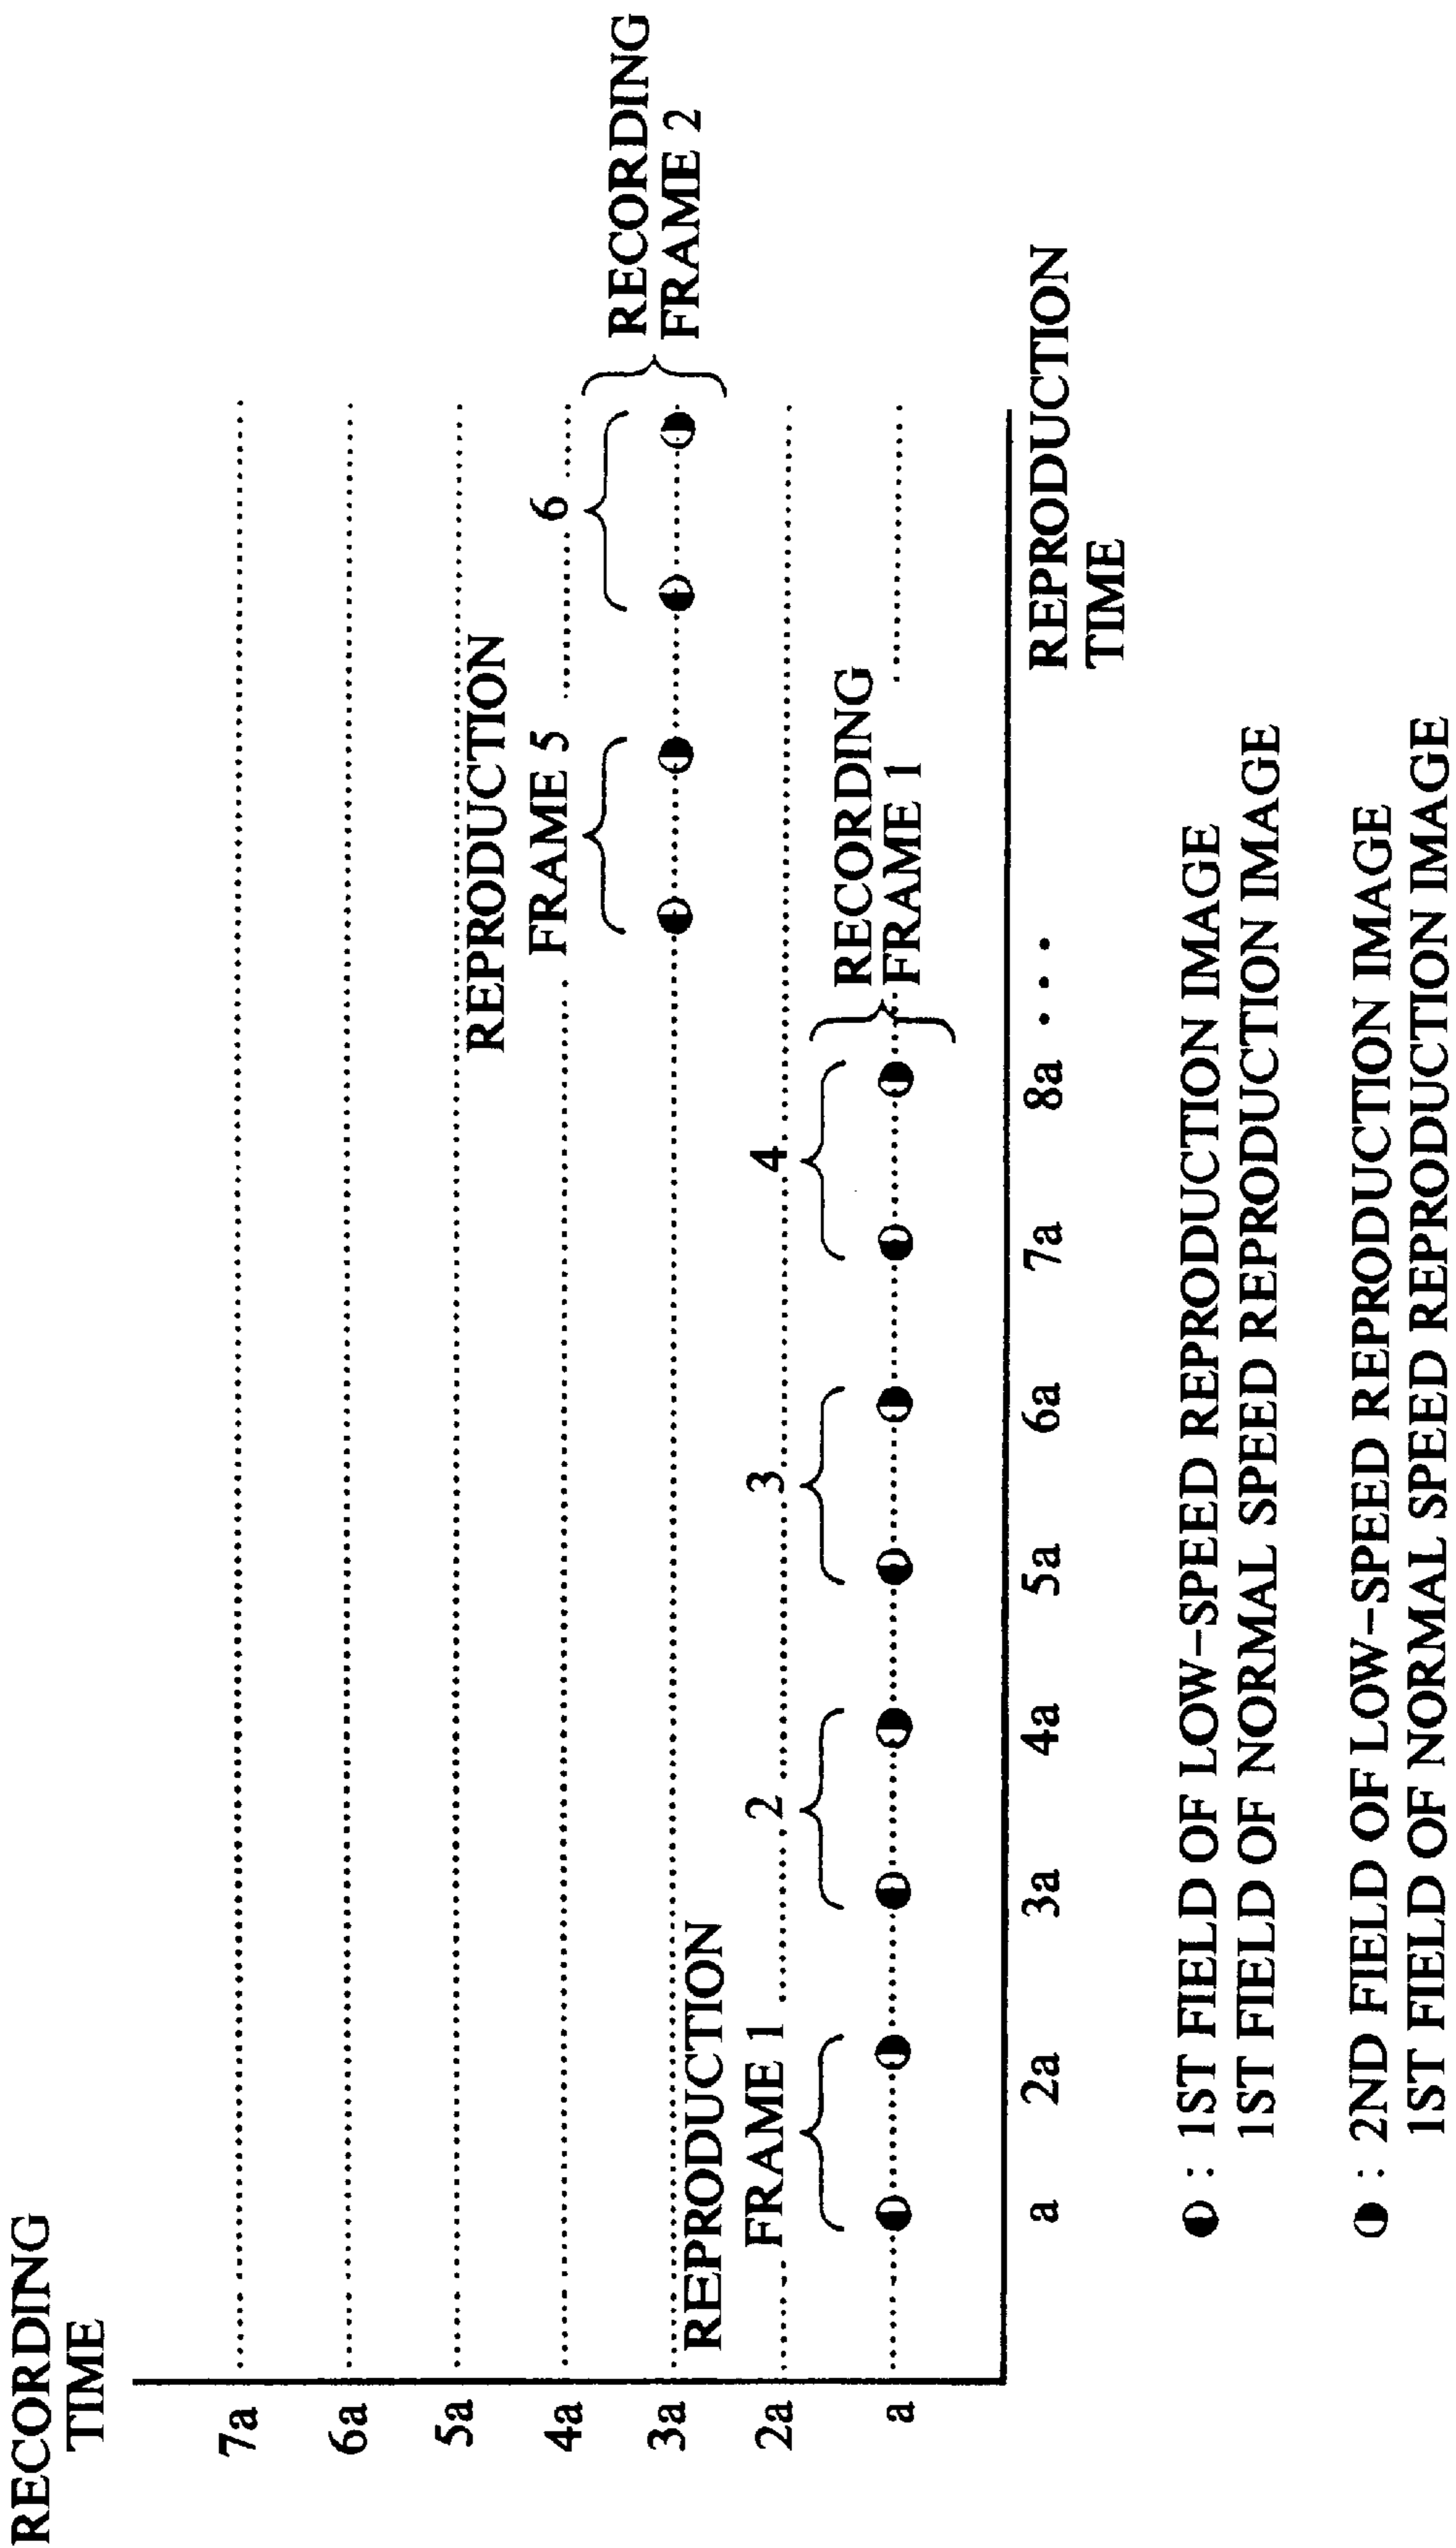 RECORDING
TIME
7a
6a
5a
4a
3a
2a
a
REPRODUCTION
FRAME 5
6
RECORDING
FRAME 2
REPRODUCTION
FRAME 1
2
3
4
RECORDING
FRAME 1
a
2a
3a
4a
5a
6a
7a
8a
. . .
REPRODUCTION
TIME
◐ : 1ST FIELD OF LOW–SPEED REPRODUCTION IMAGE
1ST FIELD OF NORMAL SPEED REPRODUCTION IMAGE
◑ : 2ND FIELD OF LOW–SPEED REPRODUCTION IMAGE
1ST FIELD OF NORMAL SPEED REPRODUCTION IMAGE